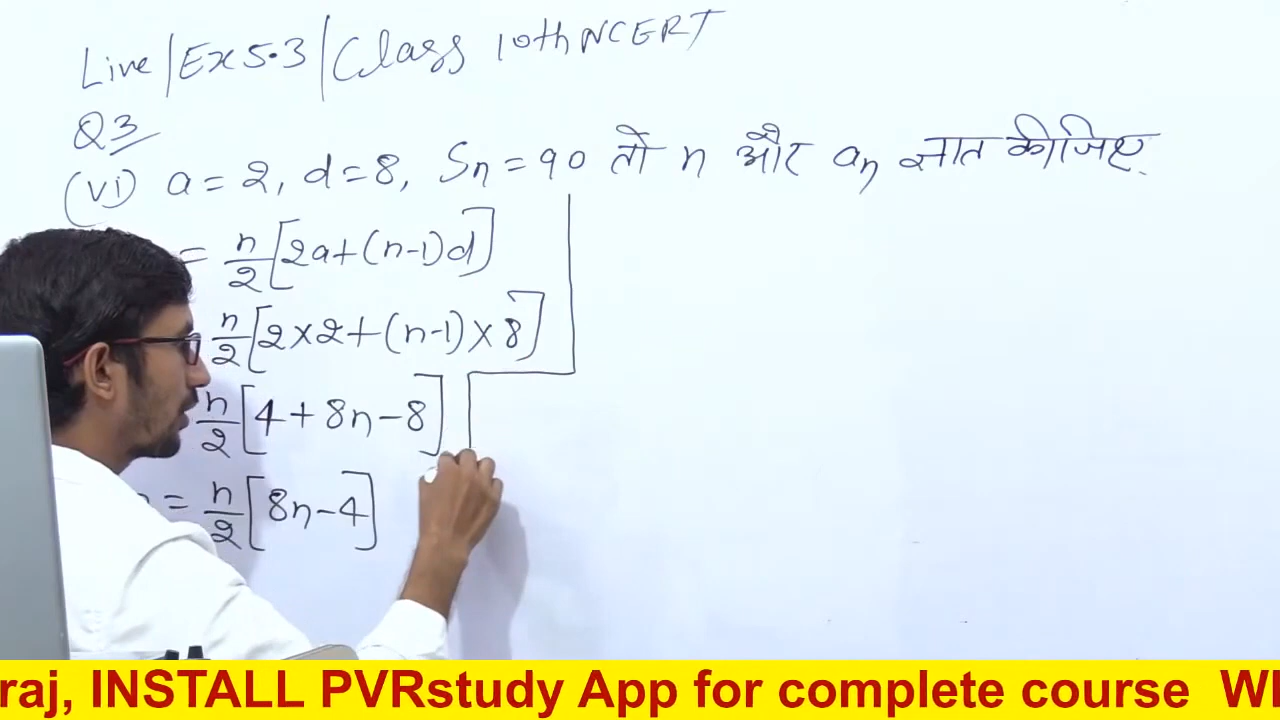 Live/Ex 5.3/Class 10th NCERT
Q3
(vi) a = 2, d = 8, Sn = 90 तो n और an ज्ञात कीजिए.
= n/2 [2a + (n-1)d]
n/2 [2 × 2 + (n-1) × 8]
n/2 [4 + 8n - 8]
= n/2 [8n - 4]
raj, INSTALL PVRstudy App for complete course